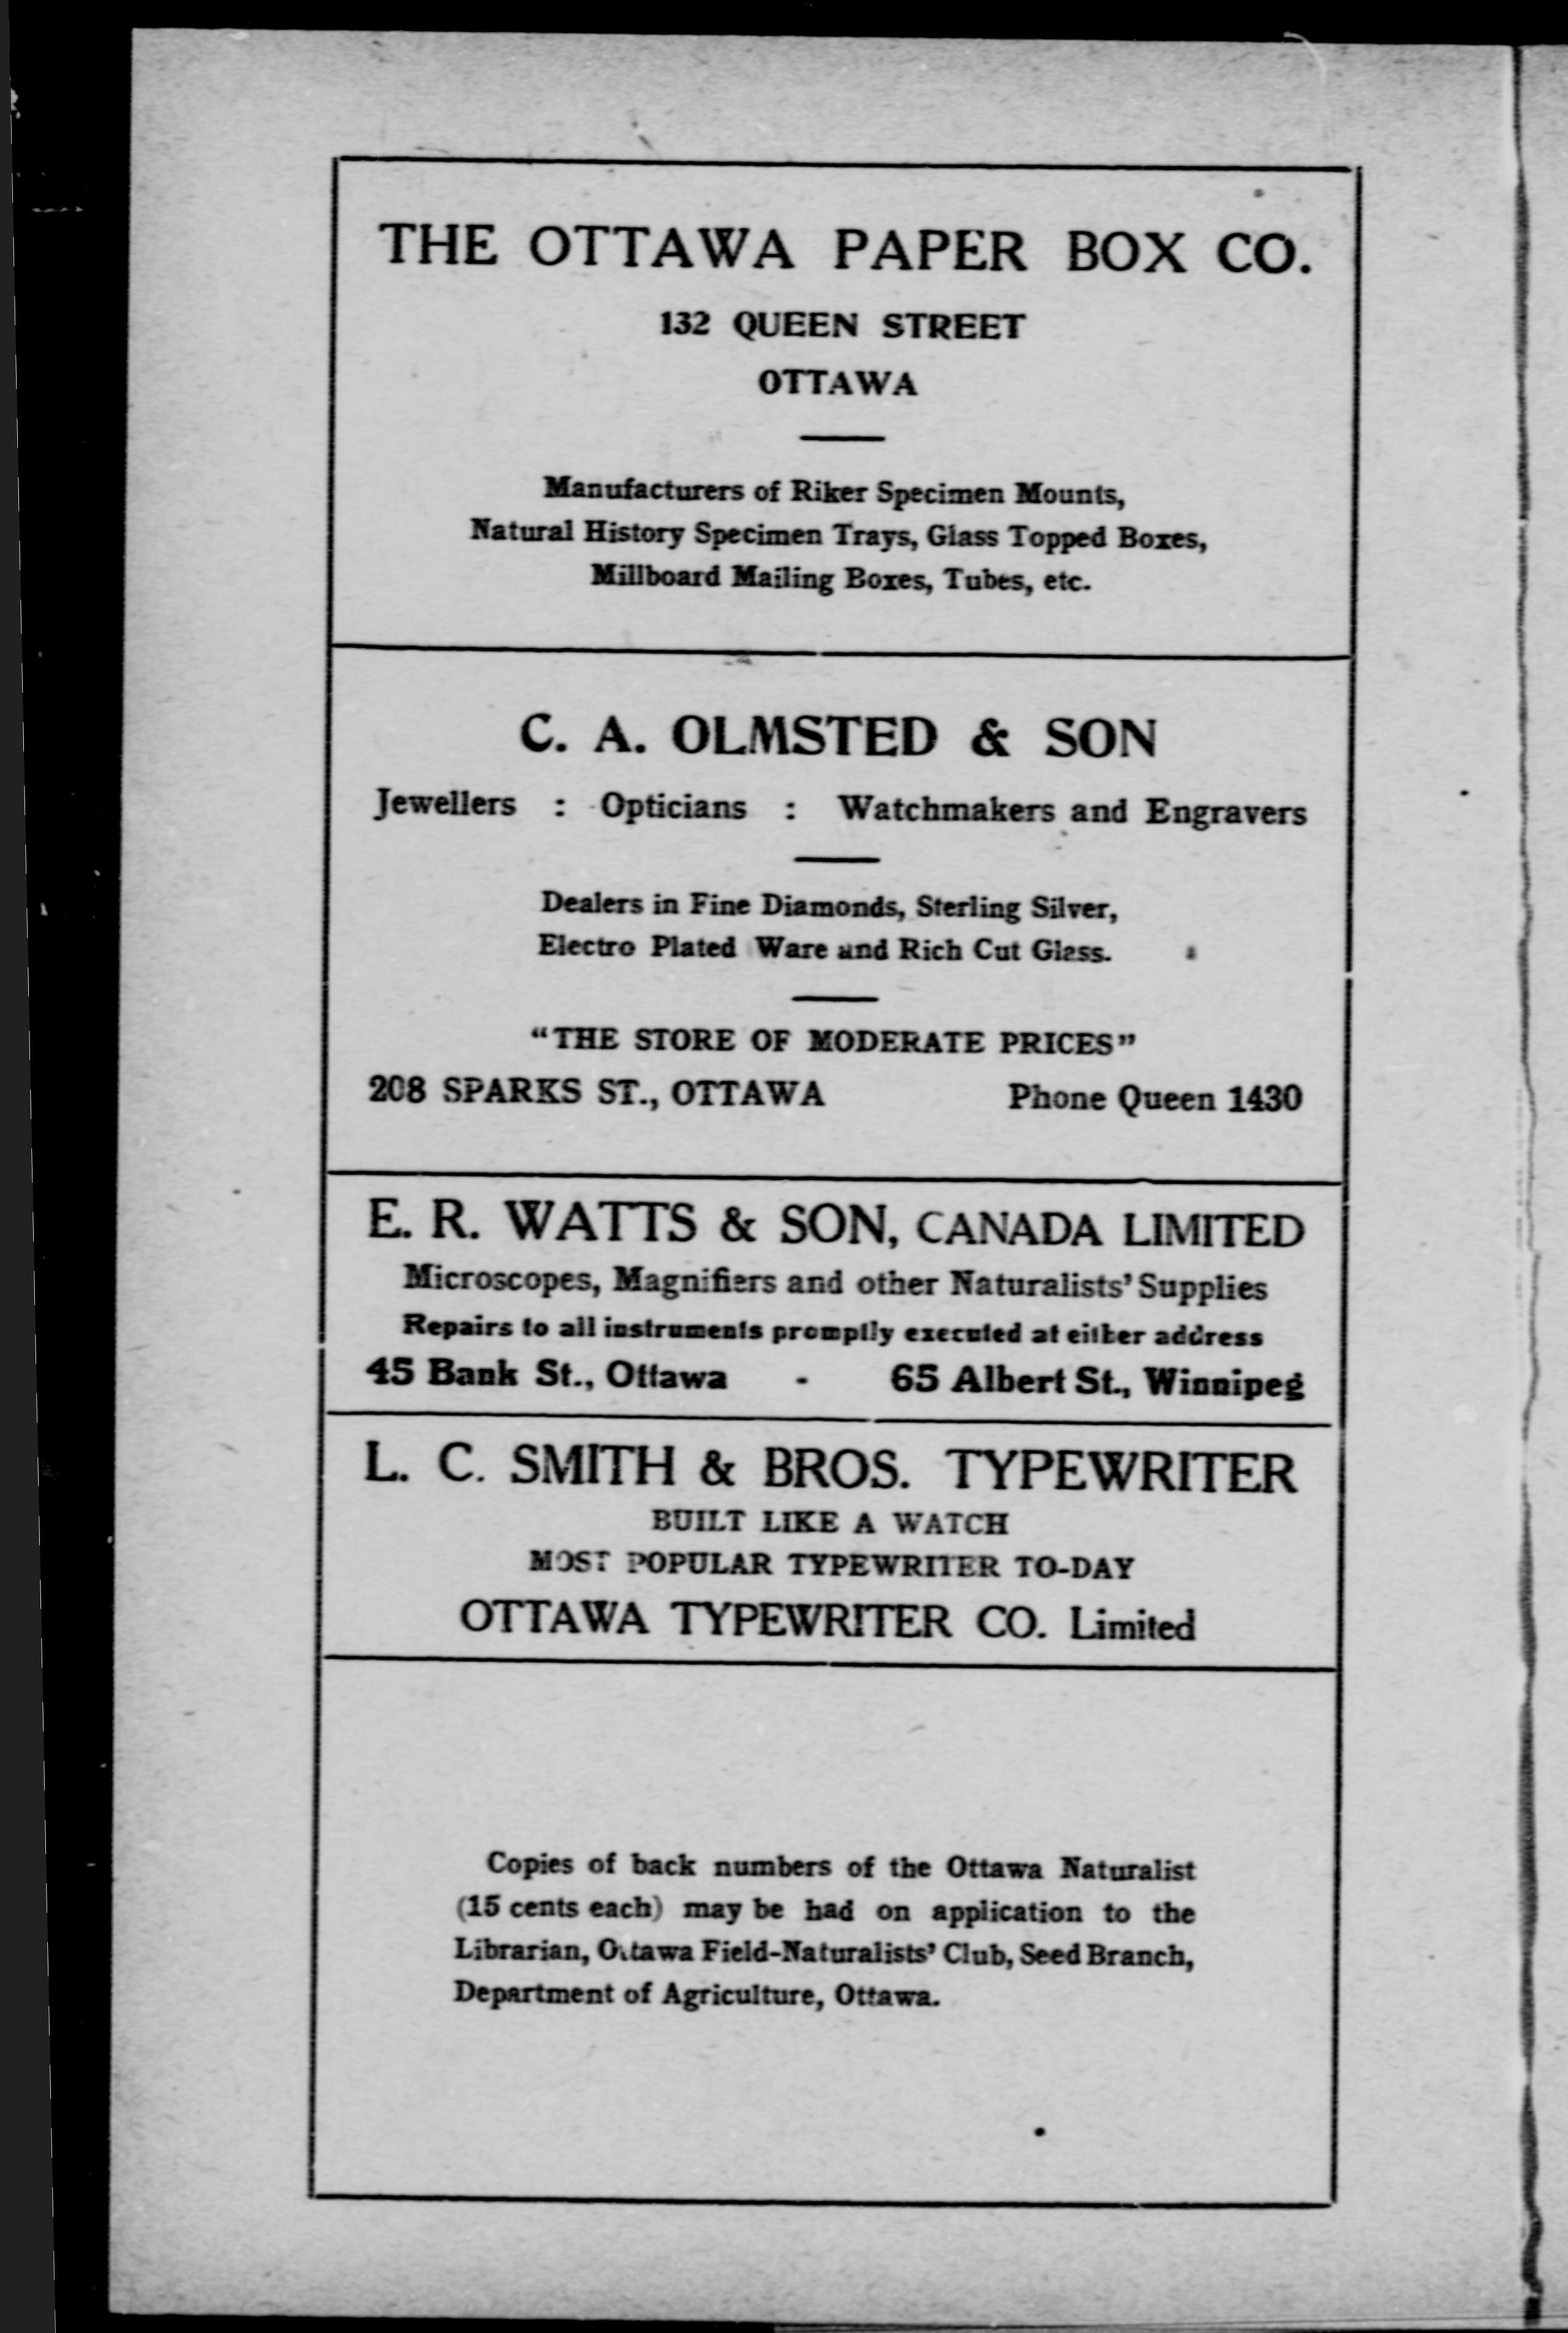 THE OTTAWA PAPER BOX CO.
132 QUEEN STREET
OTTAWA
Manufacturers of Riker Specimen Mounts,
Natural History Specimen Trays, Glass Topped Boxes,
Millboard Mailing Boxes, Tubes, etc.
C. A. OLMSTED & SON
Jewellers : Opticians : Watchmakers and Engravers
Dealers in Fine Diamonds, Sterling Silver,
Electro Plated Ware and Rich Cut Glass.
"THE STORE OF MODERATE PRICES"
208 SPARKS ST., OTTAWA Phone Queen 1430
E. R. WATTS & SON, CANADA LIMITED
Microscopes, Magnifiers and other Naturalists' Supplies
Repairs to all instruments promptly executed at either address
45 Bank St., Ottawa - 65 Albert St., Winnipeg
L. C. SMITH & BROS. TYPEWRITER
BUILT LIKE A WATCH
MOST POPULAR TYPEWRITER TO-DAY
OTTAWA TYPEWRITER CO. Limited
Copies of back numbers of the Ottawa Naturalist
(15 cents each) may be had on application to the
Librarian, Ottawa Field-Naturalists' Club, Seed Branch,
Department of Agriculture, Ottawa.